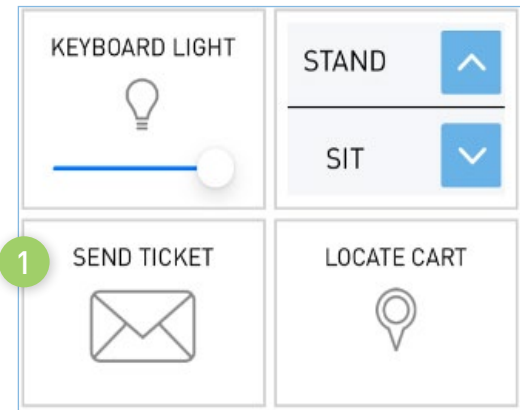 KEYBOARD LIGHT
STAND
SIT
1
SEND TICKET
LOCATE CART